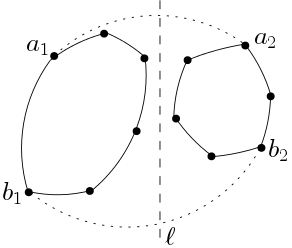 a₁ a₂
b₁ b₂
ℓ